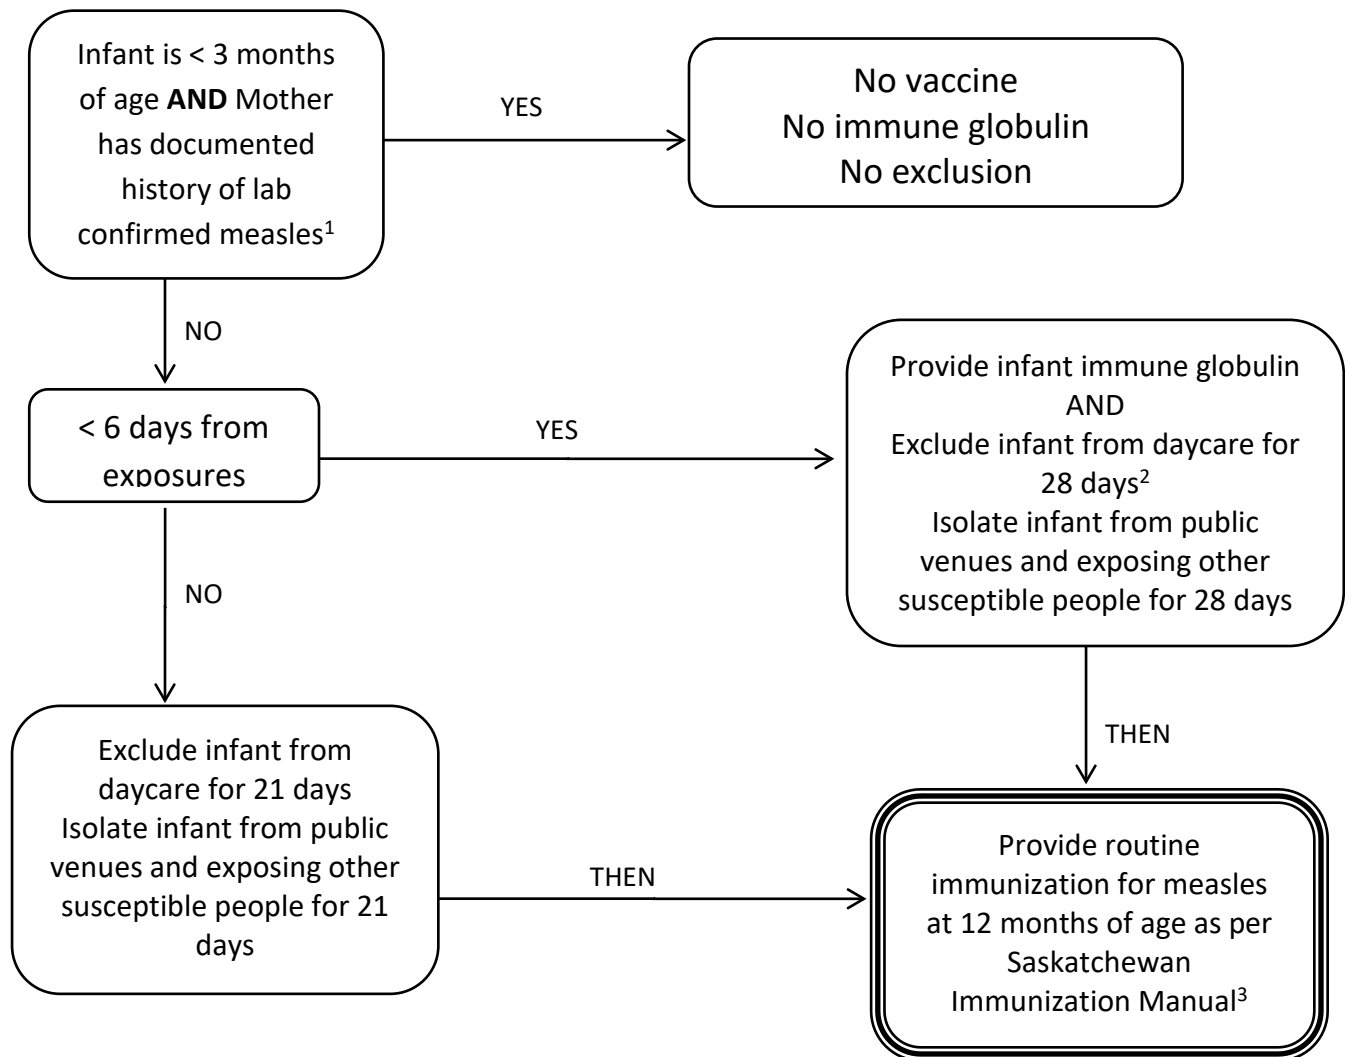 Infant is < 3 months
of age AND Mother
has documented
history of lab
confirmed measles1
YES
No vaccine
No immune globulin
No exclusion
NO
< 6 days from
exposures
YES
Provide infant immune globulin
AND
Exclude infant from daycare for
28 days2
Isolate infant from public
venues and exposing other
susceptible people for 28 days
NO
THEN
Exclude infant from
daycare for 21 days
Isolate infant from public
venues and exposing other
susceptible people for 21
days
THEN
Provide routine
immunization for measles
at 12 months of age as per
Saskatchewan
Immunization Manual3